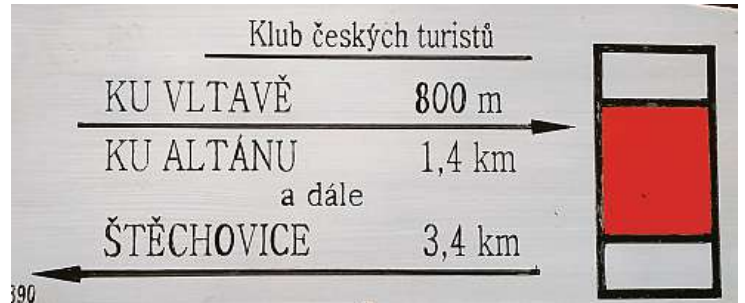 Klub českých turistů
KU VLTAVĚ 800 m
KU ALTÁNU 1,4 km
a dále
ŠTĚCHOVICE 3,4 km
390